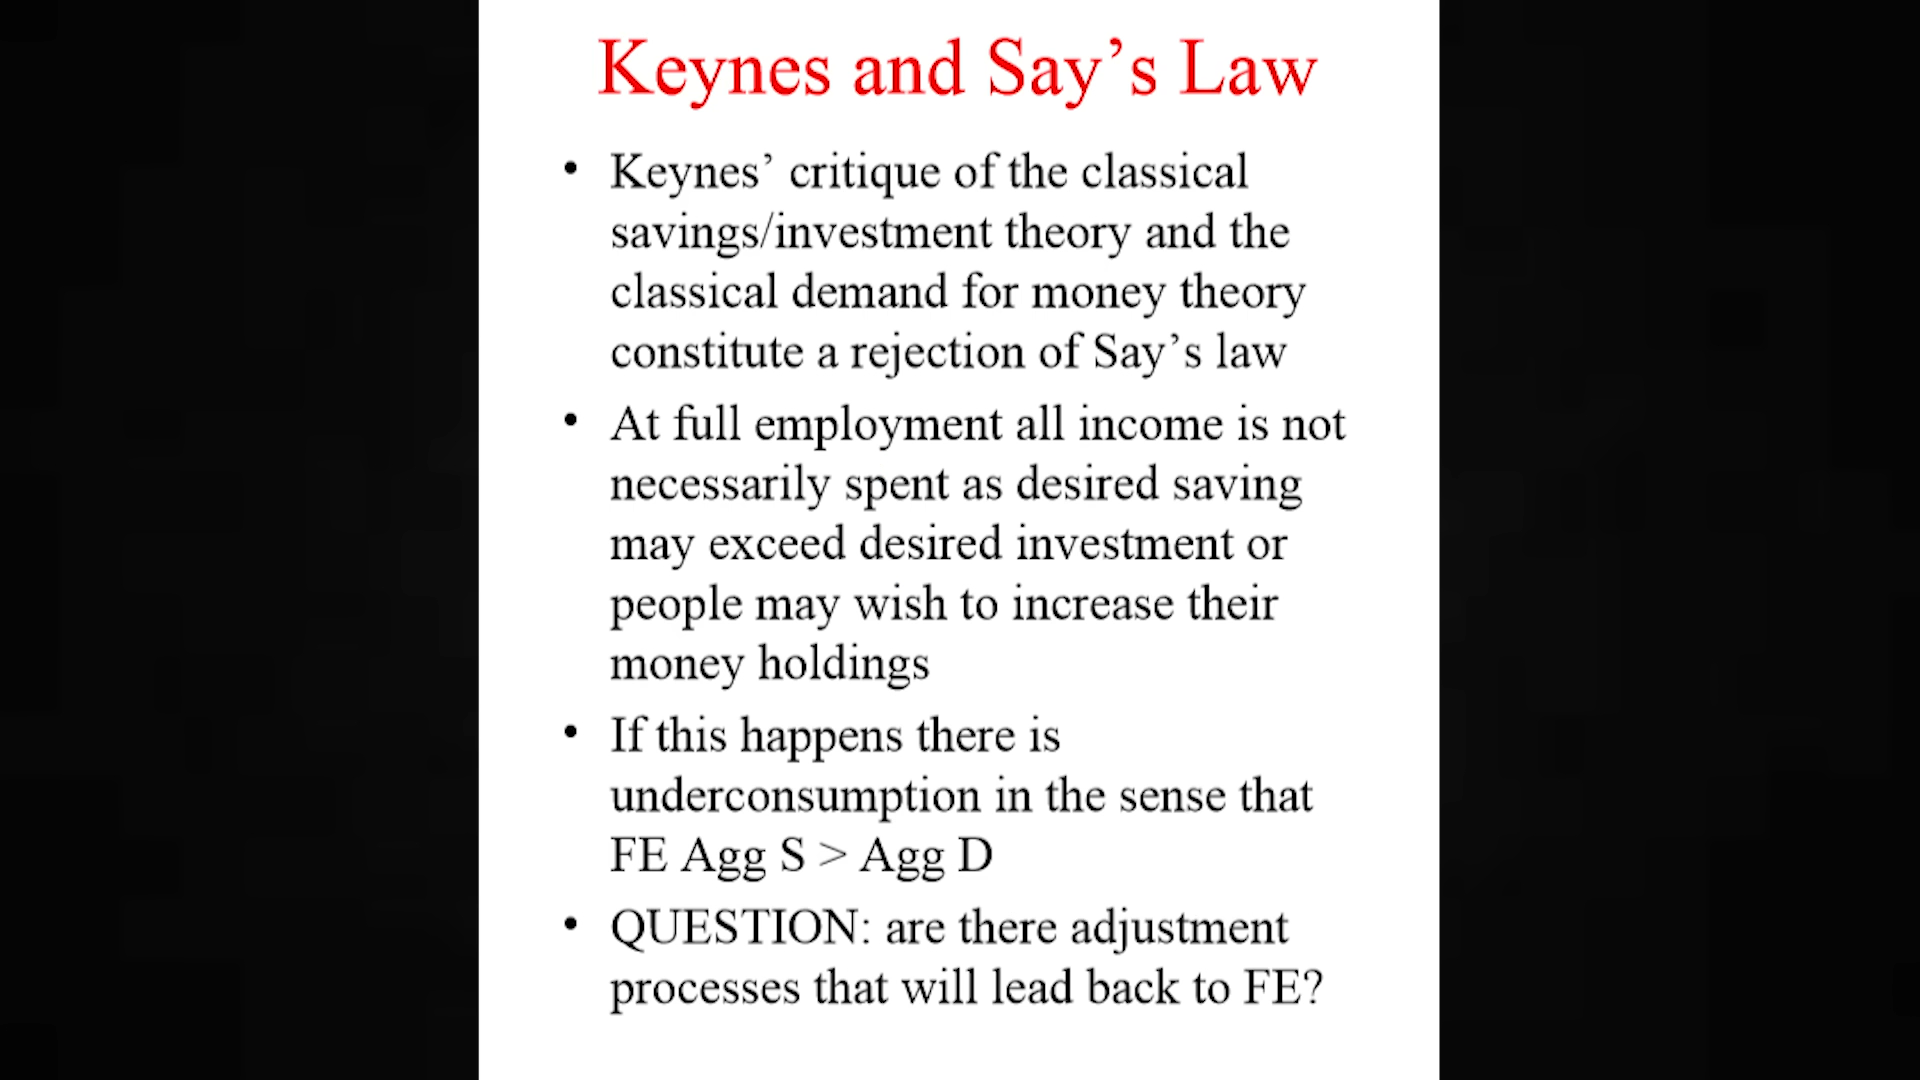 Keynes and Say’s Law
• Keynes’ critique of the classical
savings/investment theory and the
classical demand for money theory
constitute a rejection of Say’s law
• At full employment all income is not
necessarily spent as desired saving
may exceed desired investment or
people may wish to increase their
money holdings
• If this happens there is
underconsumption in the sense that
FE Agg S > Agg D
• QUESTION: are there adjustment
processes that will lead back to FE?